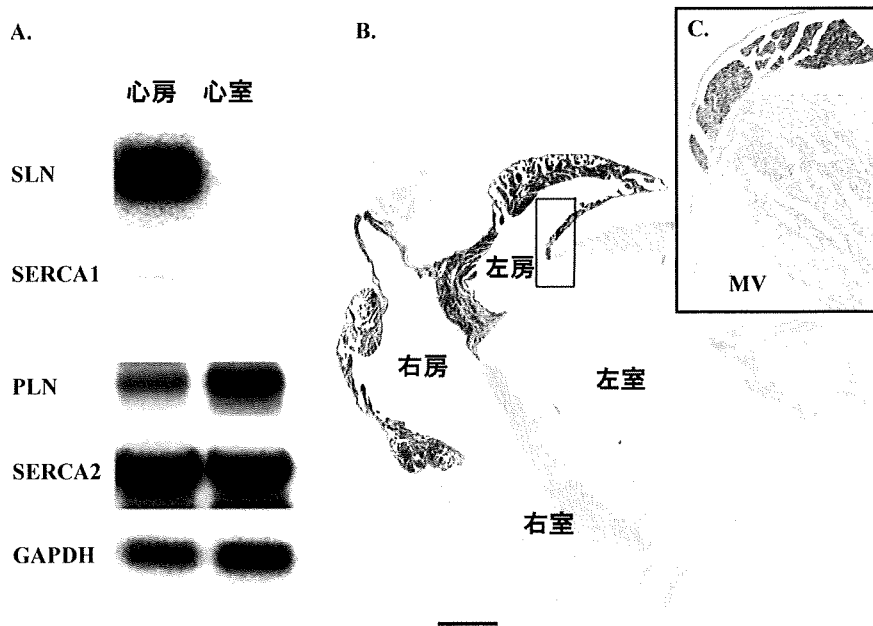 A.
心房 心室
SLN
SERCA1
PLN
SERCA2
GAPDH
B.
左房
右房
左室
右室
C.
MV